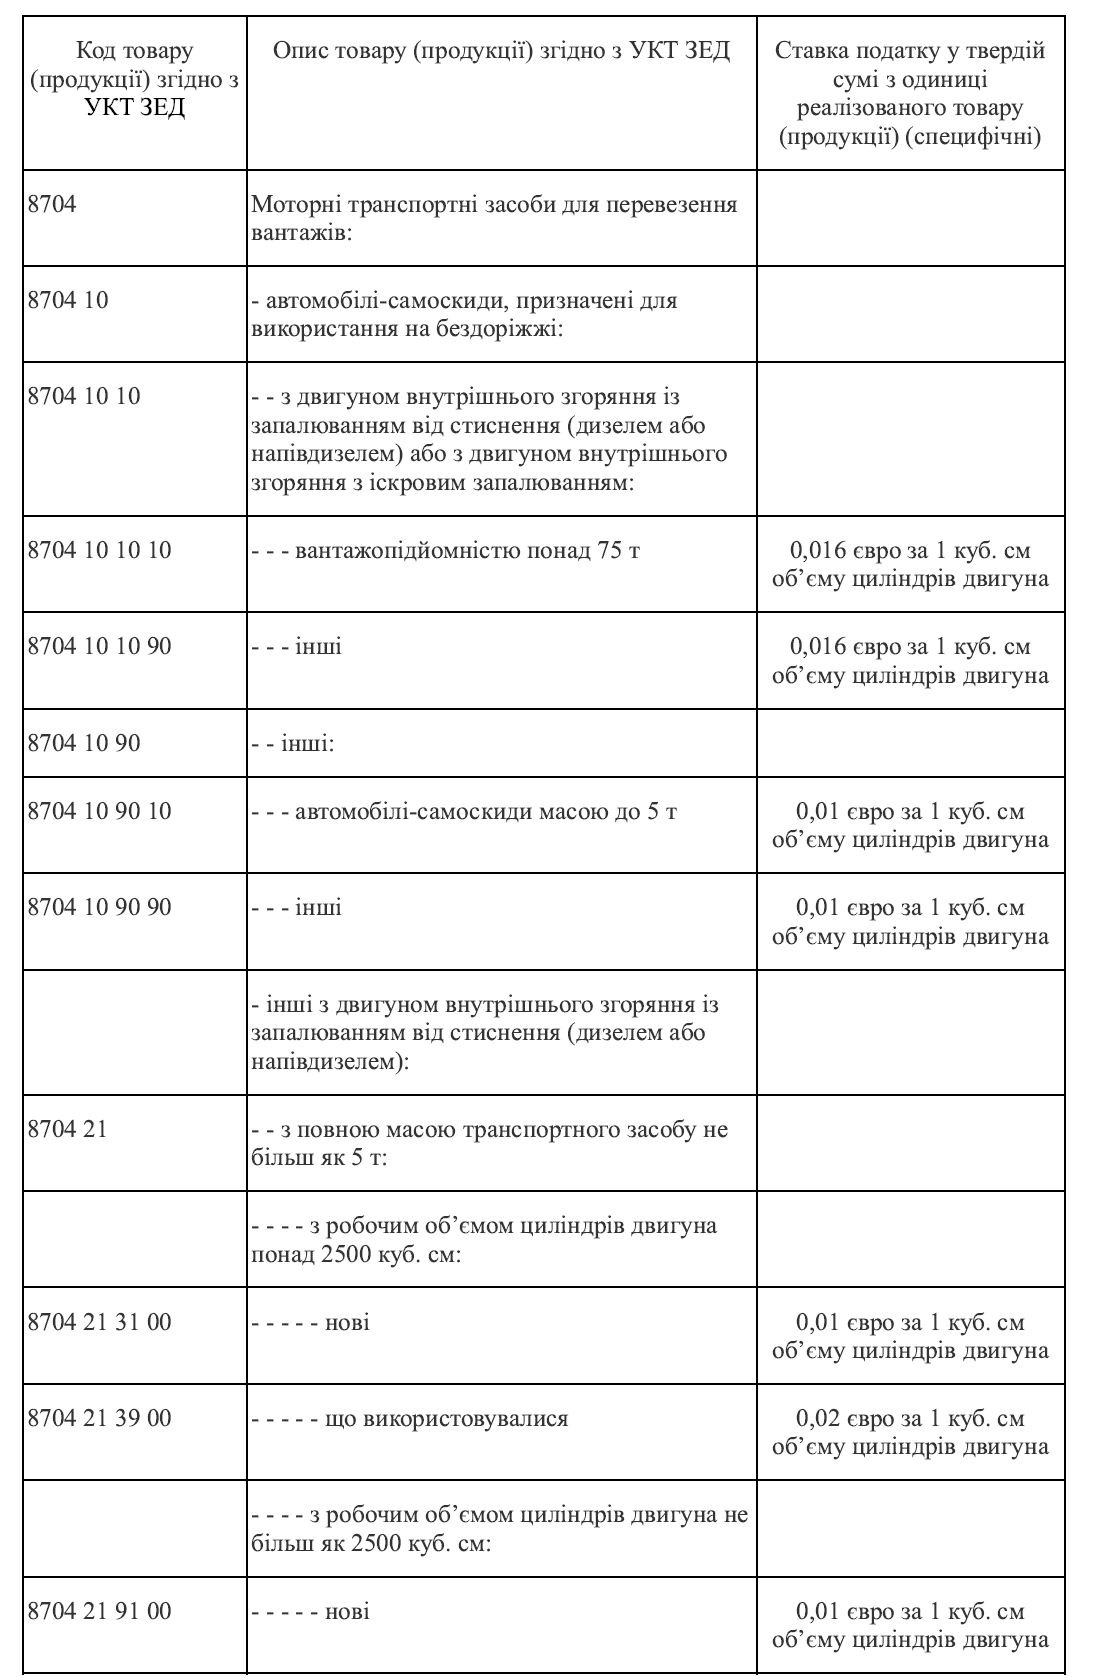 Код товару
(продукції) згідно з
УКТ ЗЕД
Опис товару (продукції) згідно з УКТ ЗЕД
Ставка податку у твердій
сумі з одиниці
реалізованого товару
(продукції) (специфічні)
8704
Моторні транспортні засоби для перевезення
вантажів:
8704 10
- автомобілі-самоскиди, призначені для
використання на бездоріжжі:
8704 10 10
- - з двигуном внутрішнього згоряння із
запалюванням від стиснення (дизелем або
напівдизелем) або з двигуном внутрішнього
згоряння з іскровим запалюванням:
8704 10 10 10
- - - вантажопідйомністю понад 75 т
0,016 євро за 1 куб. см
об’єму циліндрів двигуна
8704 10 10 90
- - - інші
0,016 євро за 1 куб. см
об’єму циліндрів двигуна
8704 10 90
- - інші:
8704 10 90 10
- - - автомобілі-самоскиди масою до 5 т
0,01 євро за 1 куб. см
об’єму циліндрів двигуна
8704 10 90 90
- - - інші
0,01 євро за 1 куб. см
об’єму циліндрів двигуна
- інші з двигуном внутрішнього згоряння із
запалюванням від стиснення (дизелем або
напівдизелем):
8704 21
- - з повною масою транспортного засобу не
більш як 5 т:
- - - - з робочим об’ємом циліндрів двигуна
понад 2500 куб. см:
8704 21 31 00
- - - - - нові
0,01 євро за 1 куб. см
об’єму циліндрів двигуна
8704 21 39 00
- - - - - що використовувалися
0,02 євро за 1 куб. см
об’єму циліндрів двигуна
- - - - з робочим об’ємом циліндрів двигуна не
більш як 2500 куб. см:
8704 21 91 00
- - - - - нові
0,01 євро за 1 куб. см
об’єму циліндрів двигуна